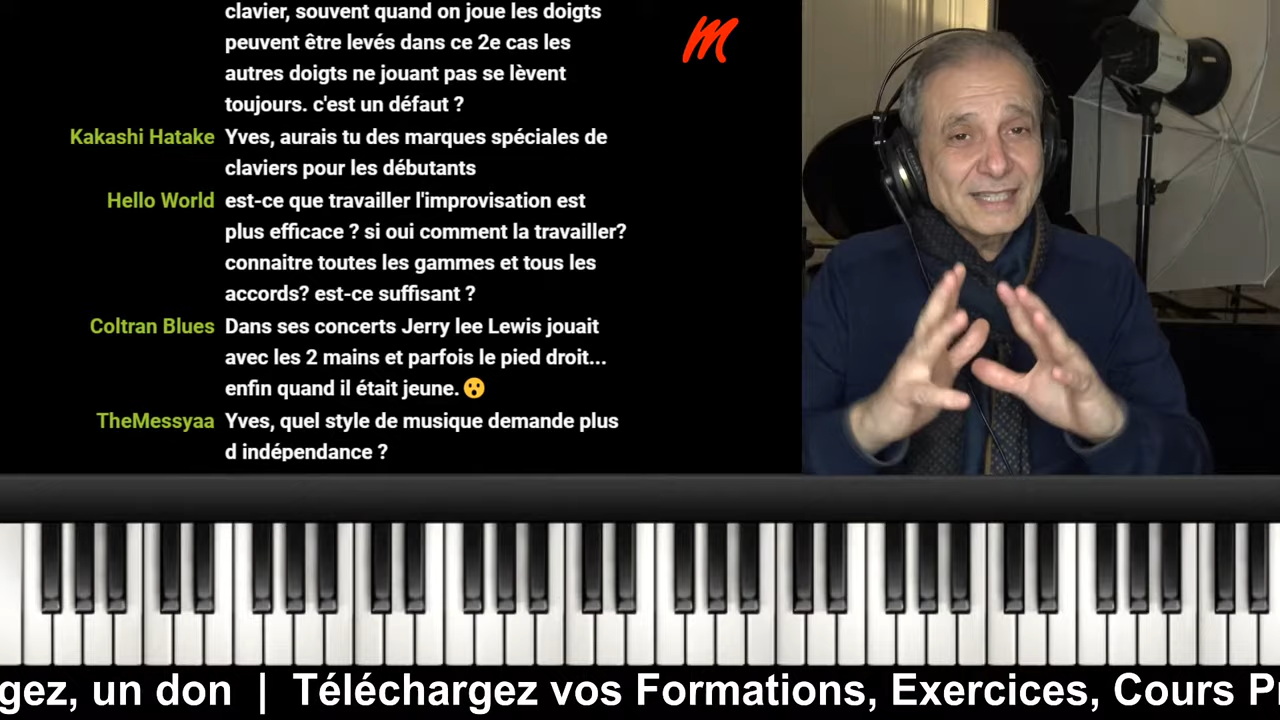 clavier, souvent quand on joue les doigts
peuvent être levés dans ce 2e cas les
autres doigts ne jouant pas se lèvent
toujours. c'est un défaut ?
m
Kakashi Hatake Yves, aurais tu des marques spéciales de
claviers pour les débutants
Hello World est-ce que travailler l'improvisation est
plus efficace ? si oui comment la travailler?
connaitre toutes les gammes et tous les
accords? est-ce suffisant ?
Coltran Blues Dans ses concerts Jerry lee Lewis jouait
avec les 2 mains et parfois le pied droit...
enfin quand il était jeune.😮
TheMessyaa Yves, quel style de musique demande plus
d indépendance ?
gez, un don | Téléchargez vos Formations, Exercices, Cours P